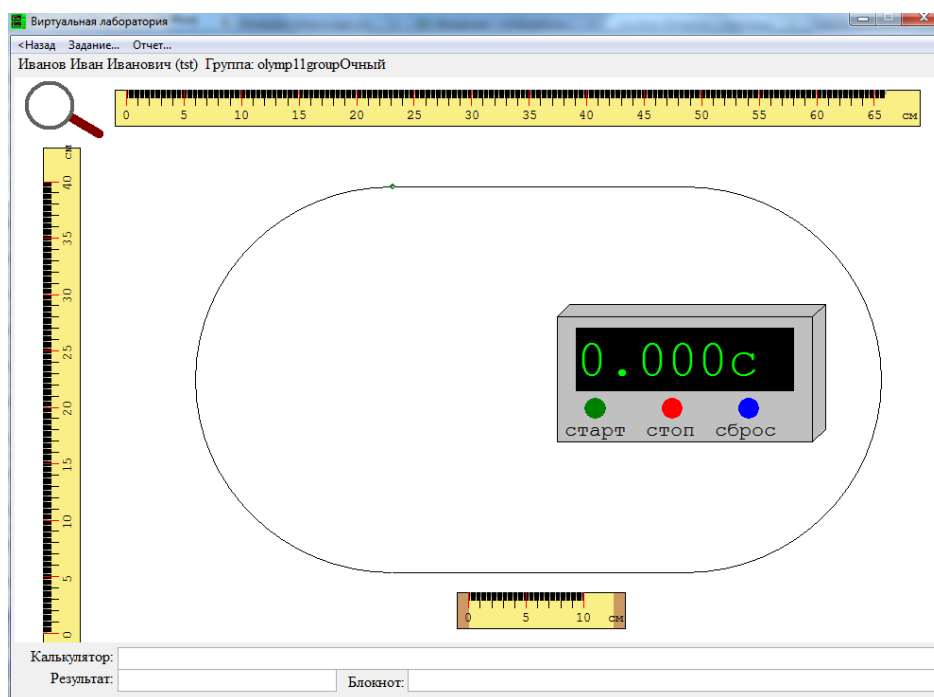 Виртуальная лаборатория
<Назад Задание... Отчет...
Иванов Иван Иванович (tst) Группа: olymp11groupОчный
0 5 10 15 20 25 30 35 40 45 50 55 60 65 см
см
40
35
30
25
20
15
10
5
0
0.000с
старт стоп сброс
0 5 10 см
Калькулятор:
Результат:
Блокнот: